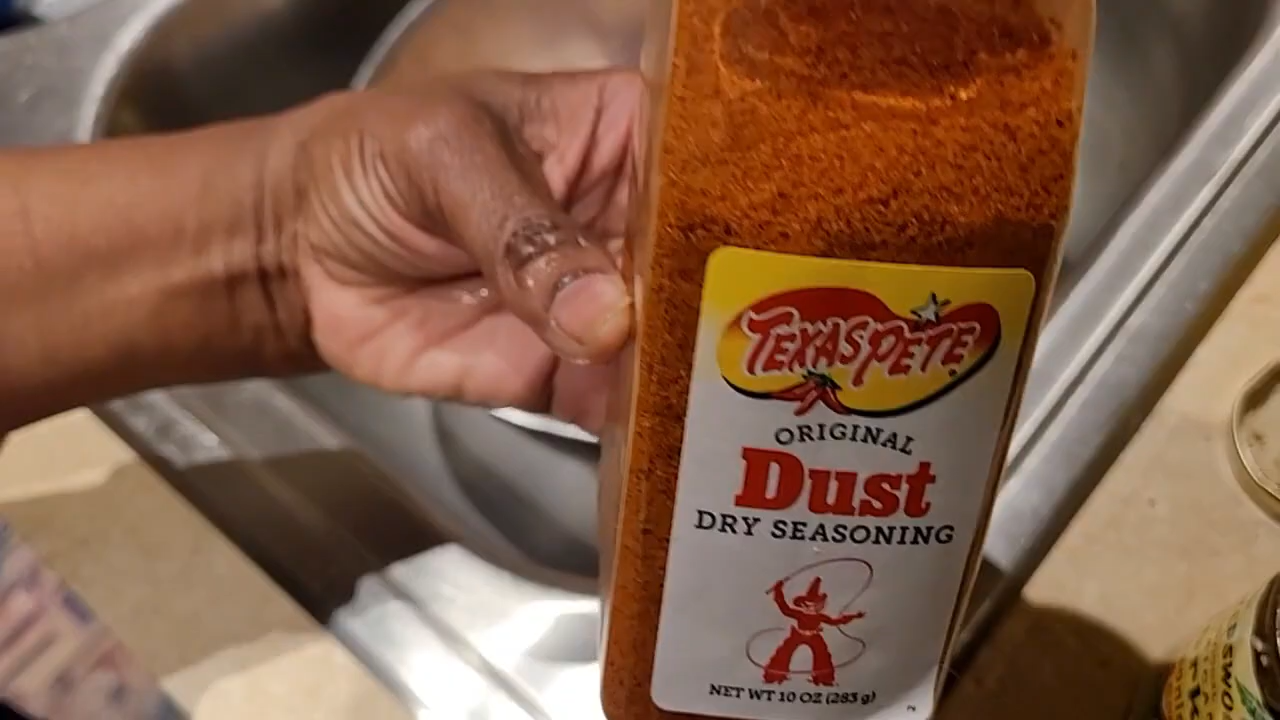 TEXAS PETE
ORIGINAL
Dust
DRY SEASONING
NET WT 10 OZ (283 g)